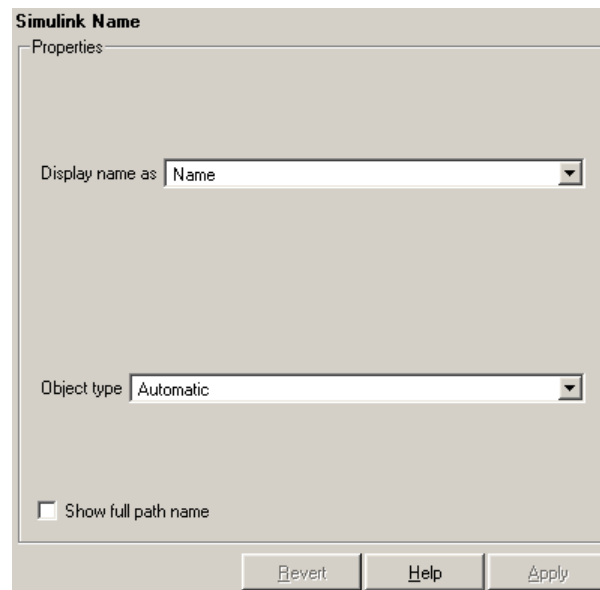 Simulink Name
Properties
Display name as Name
Object type Automatic
Show full path name
Revert Help Apply